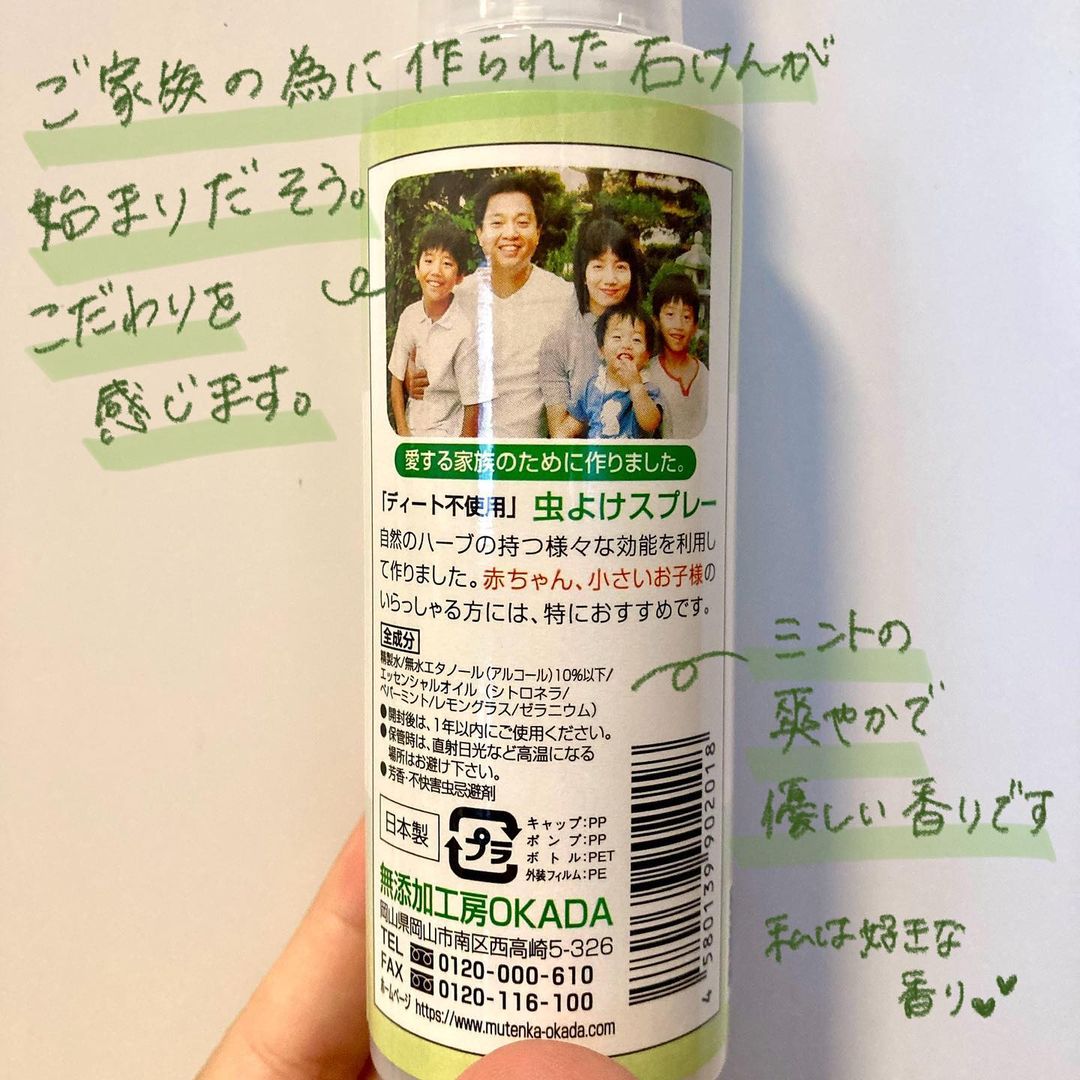 ご家族の為に作られた石けんが
始まりだそう。
こだわりを
感じます。
愛する家族のために作りました。
「ディート不使用」 虫よけスプレー
自然のハーブの持つ様々な効能を利用し
て作りました。赤ちゃん、小さいお子様の
いらっしゃる方には、特におすすめです。
全成分
精製水/無水エタノール(アルコール)10%以下/
エッセンシャルオイル(シトロネラ/
ペパーミント/レモングラス/ゼラニウム)
●開封後は、1年以内にご使用ください。
●保管時は、直射日光など高温になる
場所はお避け下さい。
●芳香・不快害虫忌避剤
日本製
プラ
キャップ:PP
ポンプ:PP
ボトル:PET
外装フィルム:PE
無添加工房OKADA
岡山県岡山市南区西高崎5-326
TEL 0120-000-610
FAX 0120-116-100
ホームページ https://www.mutenka-okada.com
4 580139 902018
ミントの
爽やかで
優しい香りです
私は好きな
香り♥♥